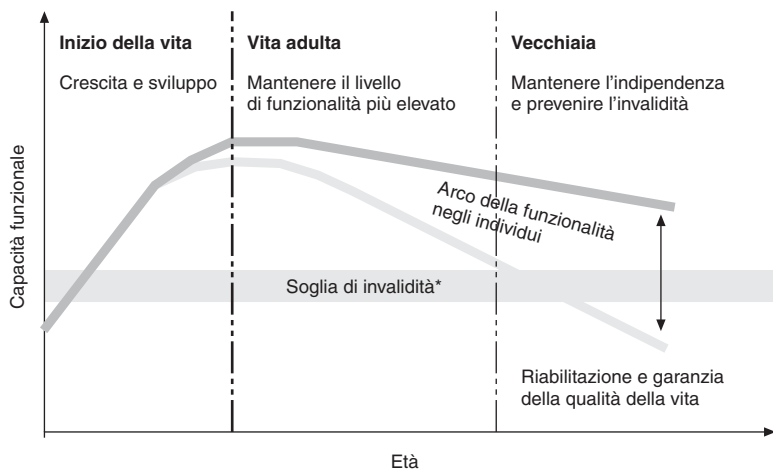 Inizio della vita
Crescita e sviluppo
Vita adulta
Mantenere il livello
di funzionalità più elevato
Vecchiaia
Mantenere l'indipendenza
e prevenire l'invalidità
Capacità funzionale
Arco della funzionalità
negli individui
Soglia di invalidità*
Riabilitazione e garanzia
della qualità della vita
Età